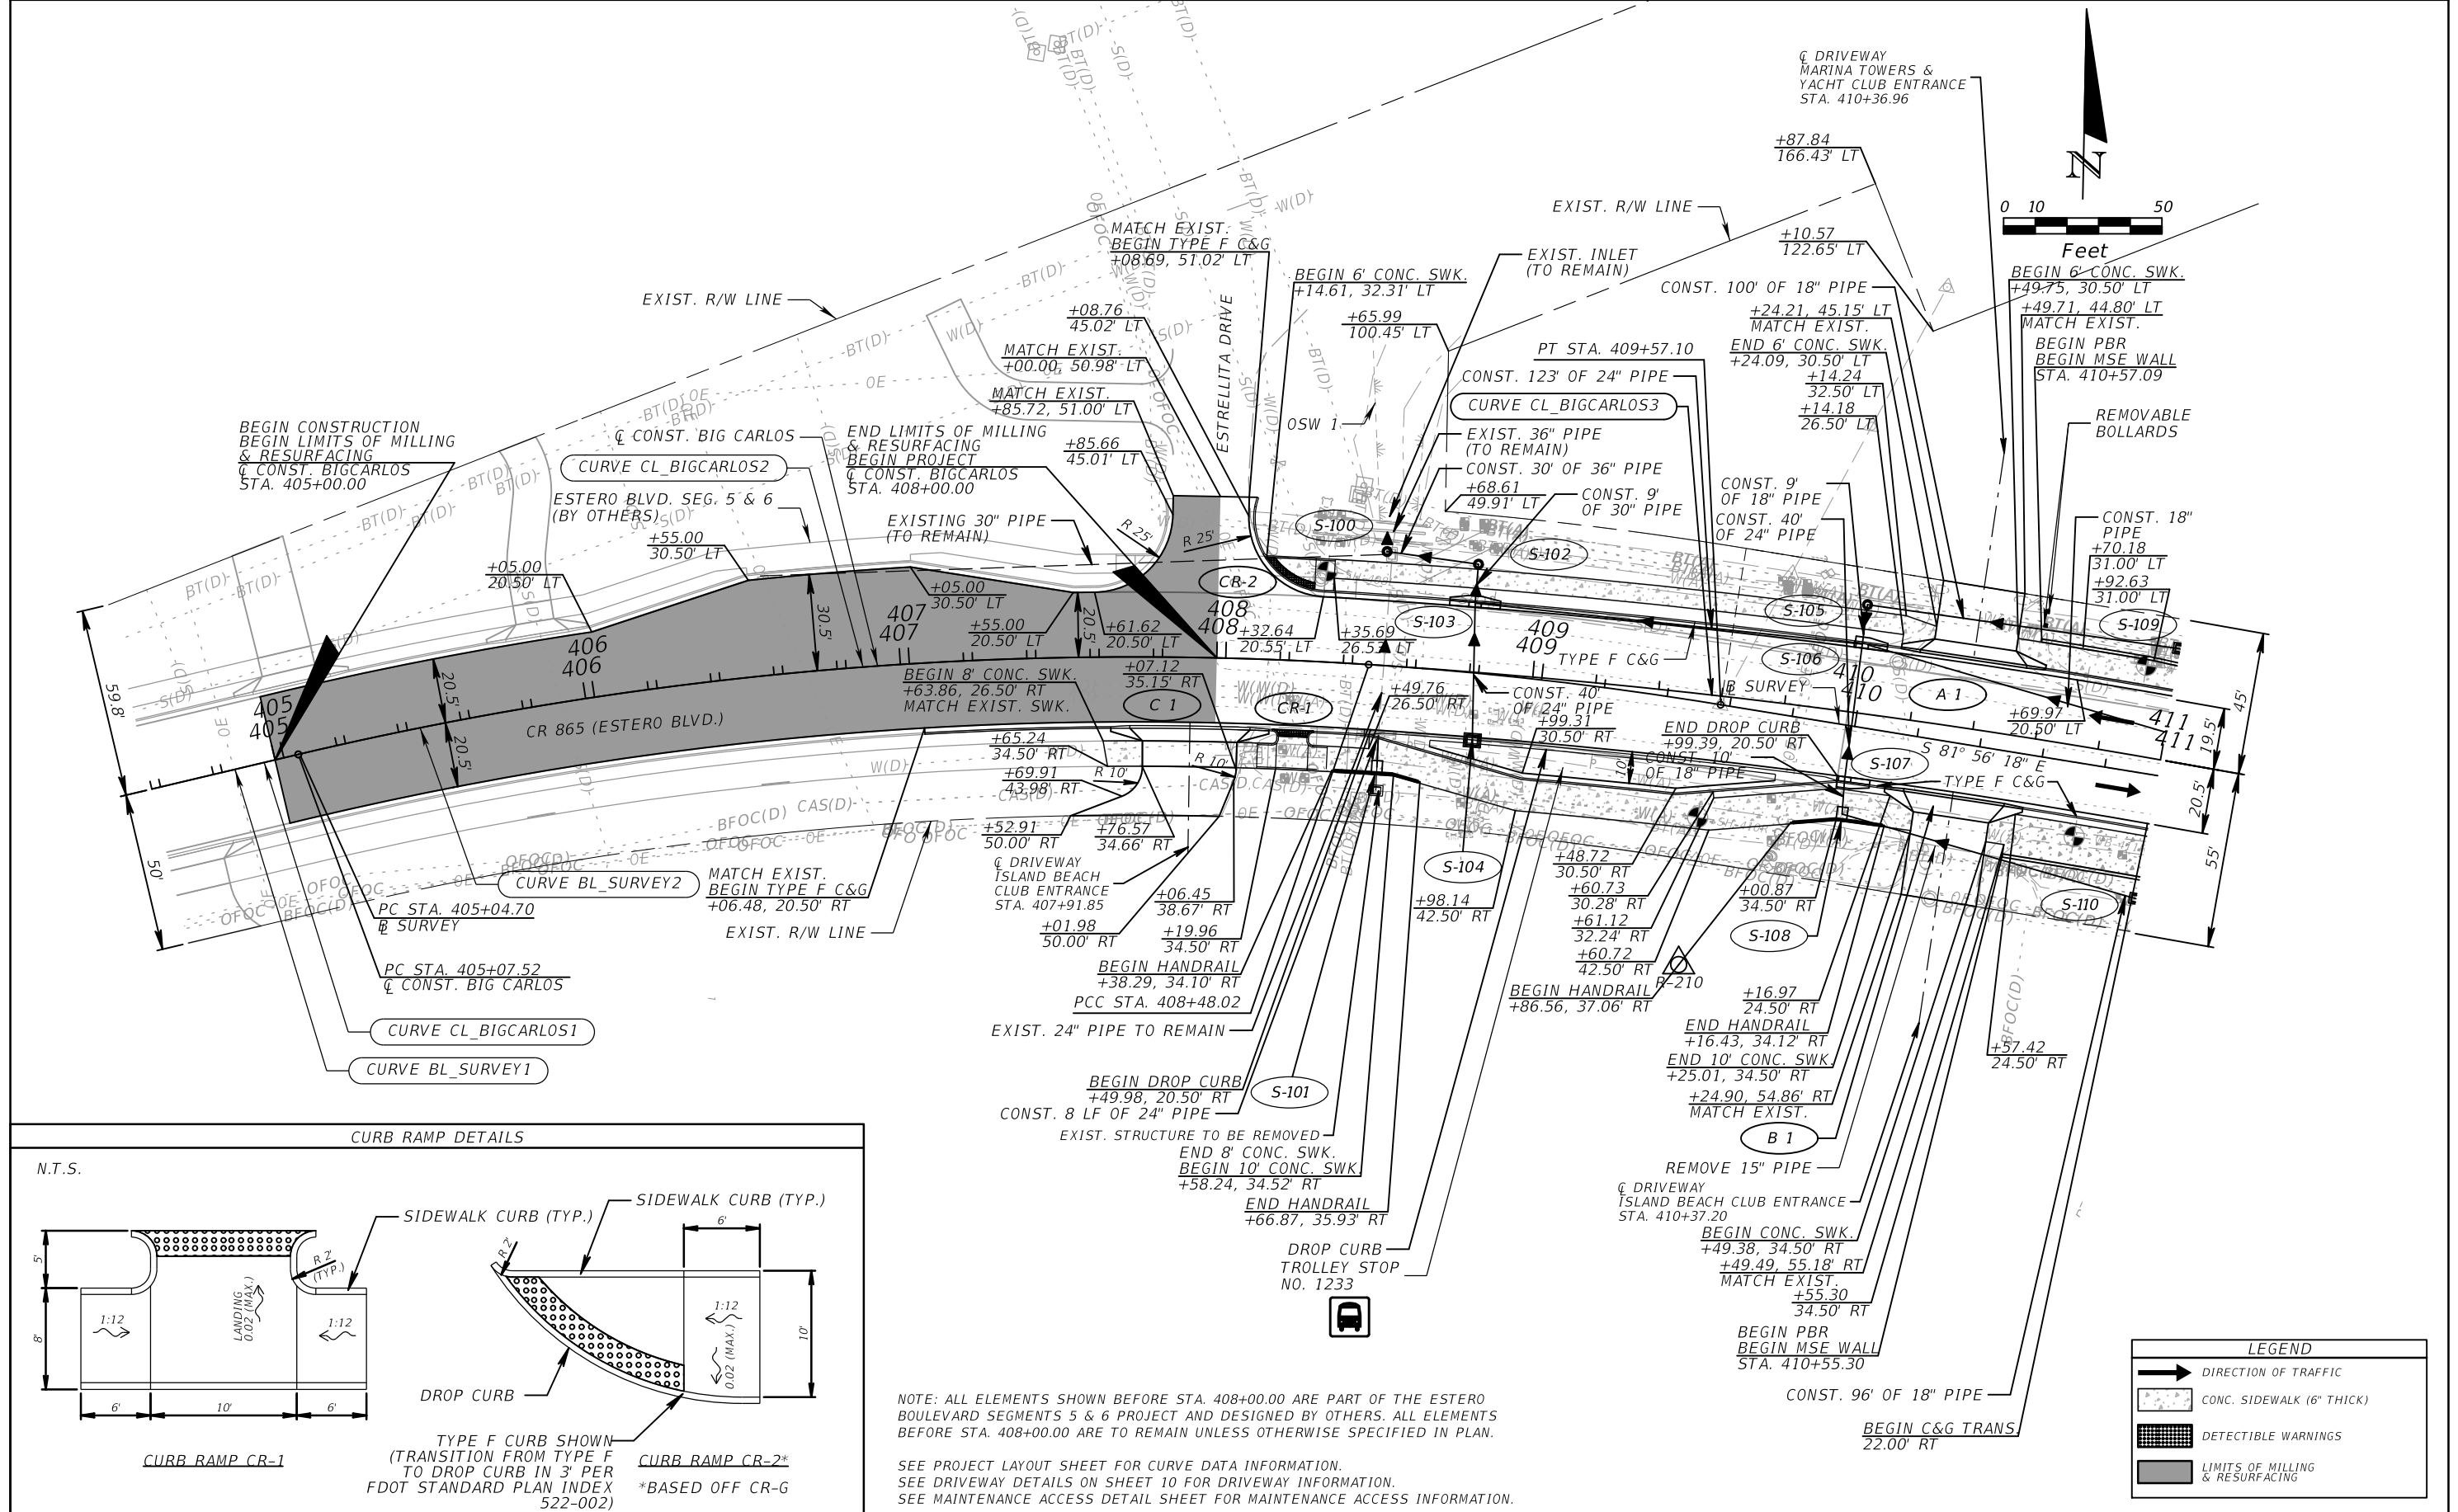 ℄ DRIVEWAY
MARINA TOWERS &
YACHT CLUB ENTRANCE
STA. 410+36.96
+87.84
166.43' LT
N
0 10 50
Feet
EXIST. R/W LINE
+10.57
122.65' LT
MATCH EXIST.
BEGIN TYPE F C&G
+08.69, 51.02' LT
EXIST. INLET
(TO REMAIN)
BEGIN 6' CONC. SWK.
+14.61, 32.31' LT
CONST. 100' OF 18" PIPE
BEGIN 6' CONC. SWK.
+49.75, 30.50' LT
+49.71, 44.80' LT
MATCH EXIST.
EXIST. R/W LINE
+08.76
45.02' LT
ESTRELLITA DRIVE
+65.99
100.45' LT
+24.21, 45.15' LT
MATCH EXIST.
END 6' CONC. SWK.
+24.09, 30.50' LT
BEGIN PBR
BEGIN MSE WALL
STA. 410+57.09
MATCH EXIST.
+00.00, 50.98' LT
PT STA. 409+57.10
CONST. 123' OF 24" PIPE
+14.24
32.50' LT
MATCH EXIST.
+85.72, 51.00' LT
CURVE CL_BIGCARLOS3
+14.18
26.50' LT
REMOVABLE
BOLLARDS
OSW 1
BEGIN CONSTRUCTION
BEGIN LIMITS OF MILLING
& RESURFACING
℄ CONST. BIGCARLOS
STA. 405+00.00
℄ CONST. BIG CARLOS
CURVE CL_BIGCARLOS2
END LIMITS OF MILLING
& RESURFACING
BEGIN PROJECT
℄ CONST. BIGCARLOS
STA. 408+00.00
+85.66
45.01' LT
EXIST. 36" PIPE
(TO REMAIN)
CONST. 30' OF 36" PIPE
+68.61
49.91' LT
CONST. 9'
OF 30" PIPE
CONST. 9'
OF 18" PIPE
CONST. 40'
OF 24" PIPE
CONST. 18"
PIPE
+70.18
31.00' LT
+92.63
31.00' LT
ESTERO BLVD. SEG. 5 & 6
(BY OTHERS)
EXISTING 30" PIPE
(TO REMAIN)
R 25'
R 25'
S-100
S-102
+55.00
30.50' LT
+05.00
20.50' LT
+05.00
30.50' LT
CR-2
S-103
S-105
S-109
30.5'
407
407
+55.00
20.50' LT
20.5'
+61.62
20.50' LT
408
408
+32.64
20.55' LT
+35.69
26.53' LT
409
409
TYPE F C&G
S-106
406
406
59.8'
405
405
20.5'
BEGIN 8' CONC. SWK.
+63.86, 26.50' RT
MATCH EXIST. SWK.
+07.12
35.15' RT
C 1
CR-1
+49.76
26.50' RT
CONST. 40'
OF 24" PIPE
℄ SURVEY
410
410
A 1
+69.97
20.50' LT
411
411
19.5'
45'
CR 865 (ESTERO BLVD.)
20.5'
+65.24
34.50' RT
+99.31
30.50' RT
END DROP CURB
+99.39, 20.50' RT
S 81° 56' 18" E
R 10'
R 10'
10'
CONST. 10'
OF 18" PIPE
S-107
TYPE F C&G
20.5'
+69.91
43.98' RT
55'
50'
+52.91
50.00' RT
+76.57
34.66' RT
℄ DRIVEWAY
ISLAND BEACH
CLUB ENTRANCE
STA. 407+91.85
CURVE BL_SURVEY2
MATCH EXIST.
BEGIN TYPE F C&G
+06.48, 20.50' RT
+06.45
38.67' RT
S-104
+98.14
42.50' RT
+48.72
30.50' RT
+60.73
30.28' RT
+61.12
32.24' RT
+60.72
42.50' RT
+00.87
34.50' RT
S-108
S-110
PC STA. 405+04.70
℄ SURVEY
EXIST. R/W LINE
+01.98
50.00' RT
+19.96
34.50' RT
PC STA. 405+07.52
℄ CONST. BIG CARLOS
BEGIN HANDRAIL
+38.29, 34.10' RT
PCC STA. 408+48.02
EXIST. 24" PIPE TO REMAIN
BEGIN HANDRAIL
+86.56, 37.06' RT
R-210
+16.97
24.50' RT
END HANDRAIL
+16.43, 34.12' RT
+57.42
24.50' RT
CURVE CL_BIGCARLOS1
CURVE BL_SURVEY1
BEGIN DROP CURB
+49.98, 20.50' RT
S-101
CONST. 8 LF OF 24" PIPE
EXIST. STRUCTURE TO BE REMOVED
END 8' CONC. SWK.
BEGIN 10' CONC. SWK.
+58.24, 34.52' RT
END HANDRAIL
+66.87, 35.93' RT
DROP CURB
TROLLEY STOP
NO. 1233
END 10' CONC. SWK.
+25.01, 34.50' RT
+24.90, 54.86' RT
MATCH EXIST.
B 1
REMOVE 15" PIPE
℄ DRIVEWAY
ISLAND BEACH CLUB ENTRANCE
STA. 410+37.20
BEGIN CONC. SWK.
+49.38, 34.50' RT
+49.49, 55.18' RT
MATCH EXIST.
+55.30
34.50' RT
BEGIN PBR
BEGIN MSE WALL
STA. 410+55.30
CONST. 96' OF 18" PIPE
BEGIN C&G TRANS.
22.00' RT
CURB RAMP DETAILS
N.T.S.
SIDEWALK CURB (TYP.)
SIDEWALK CURB (TYP.)
5'
8'
R 2'
(TYP.)
LANDING
0.02 (MAX.)
1:12
1:12
6'
10'
6'
CURB RAMP CR-1
R 2'
6'
1:12
0.02 (MAX.)
10'
DROP CURB
TYPE F CURB SHOWN
(TRANSITION FROM TYPE F
TO DROP CURB IN 3' PER
FDOT STANDARD PLAN INDEX
522-002)
CURB RAMP CR-2*
*BASED OFF CR-G
NOTE: ALL ELEMENTS SHOWN BEFORE STA. 408+00.00 ARE PART OF THE ESTERO
BOULEVARD SEGMENTS 5 & 6 PROJECT AND DESIGNED BY OTHERS. ALL ELEMENTS
BEFORE STA. 408+00.00 ARE TO REMAIN UNLESS OTHERWISE SPECIFIED IN PLAN.
SEE PROJECT LAYOUT SHEET FOR CURVE DATA INFORMATION.
SEE DRIVEWAY DETAILS ON SHEET 10 FOR DRIVEWAY INFORMATION.
SEE MAINTENANCE ACCESS DETAIL SHEET FOR MAINTENANCE ACCESS INFORMATION.
LEGEND
DIRECTION OF TRAFFIC
CONC. SIDEWALK (6" THICK)
DETECTIBLE WARNINGS
LIMITS OF MILLING
& RESURFACING